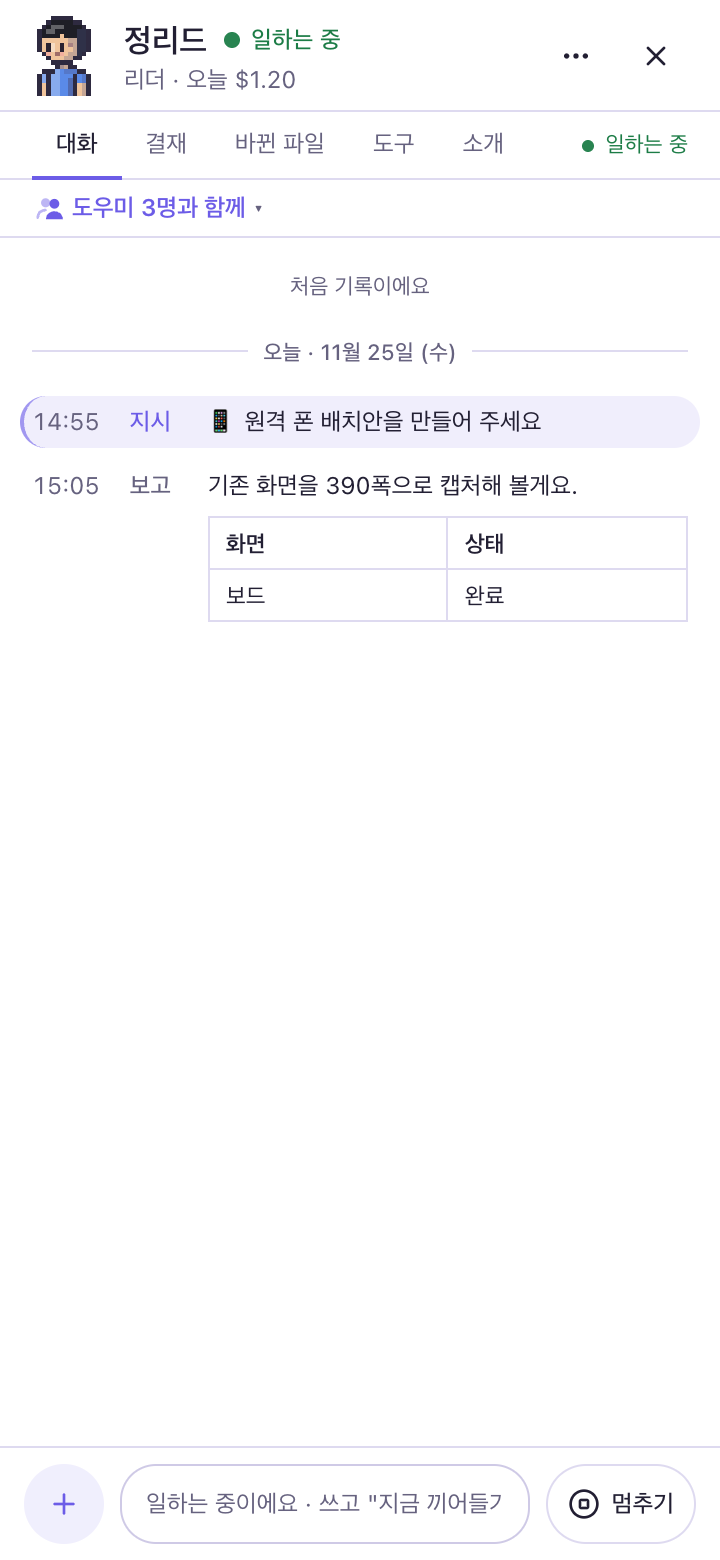 정리드 일하는 중
리더 · 오늘 $1.20
대화 결재 바뀐 파일 도구 소개 일하는 중
도우미 3명과 함께 ▾
처음 기록이에요
오늘 · 11월 25일 (수)
14:55 지시 📱 원격 폰 배치안을 만들어 주세요
15:05 보고 기존 화면을 390폭으로 캡처해 볼게요.
화면 상태
보드 완료
일하는 중이에요 · 쓰고 "지금 끼어들기 멈추기